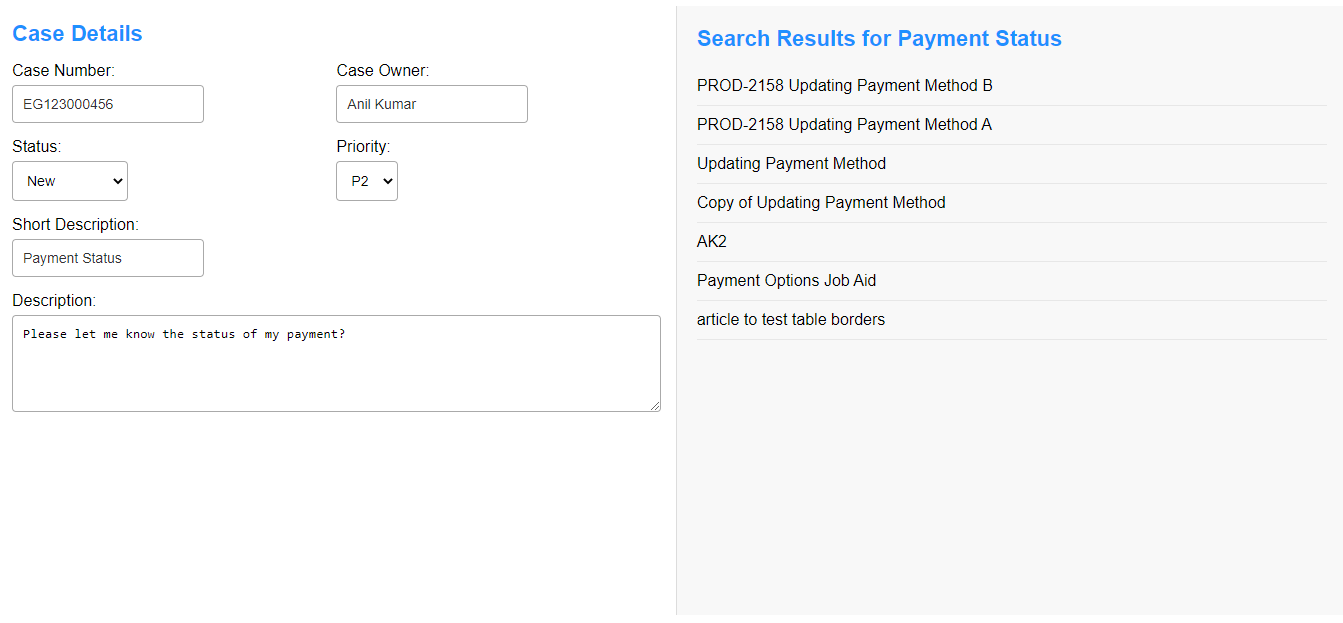 Case Details
Case Number:
Case Owner:
EG123000456
Anil Kumar
Status:
Priority:
New
P2
Short Description:
Payment Status
Description:
Please let me know the status of my payment?
Search Results for Payment Status
PROD-2158 Updating Payment Method B
PROD-2158 Updating Payment Method A
Updating Payment Method
Copy of Updating Payment Method
AK2
Payment Options Job Aid
article to test table borders